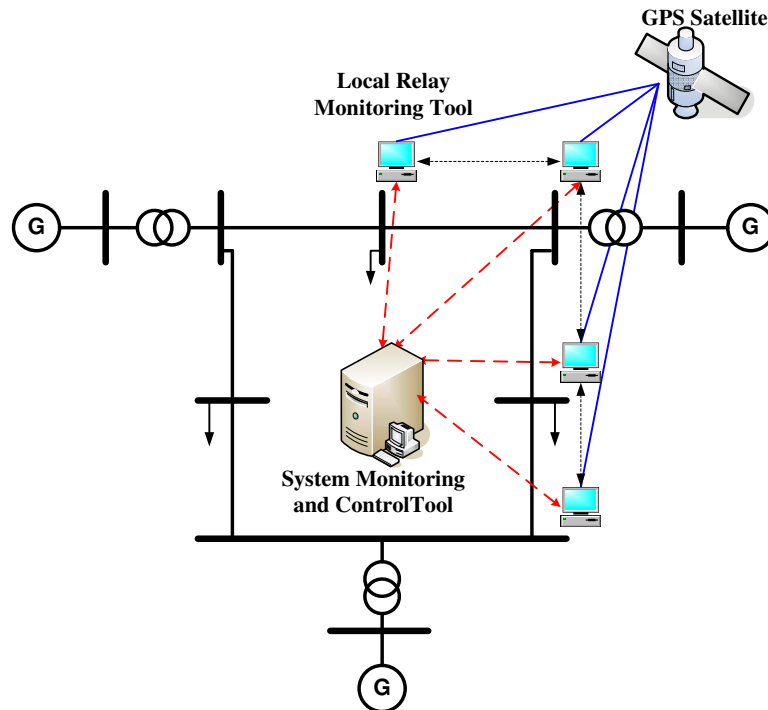 GPS Satellite
Local Relay
Monitoring Tool
G
G
System Monitoring
and ControlTool
G